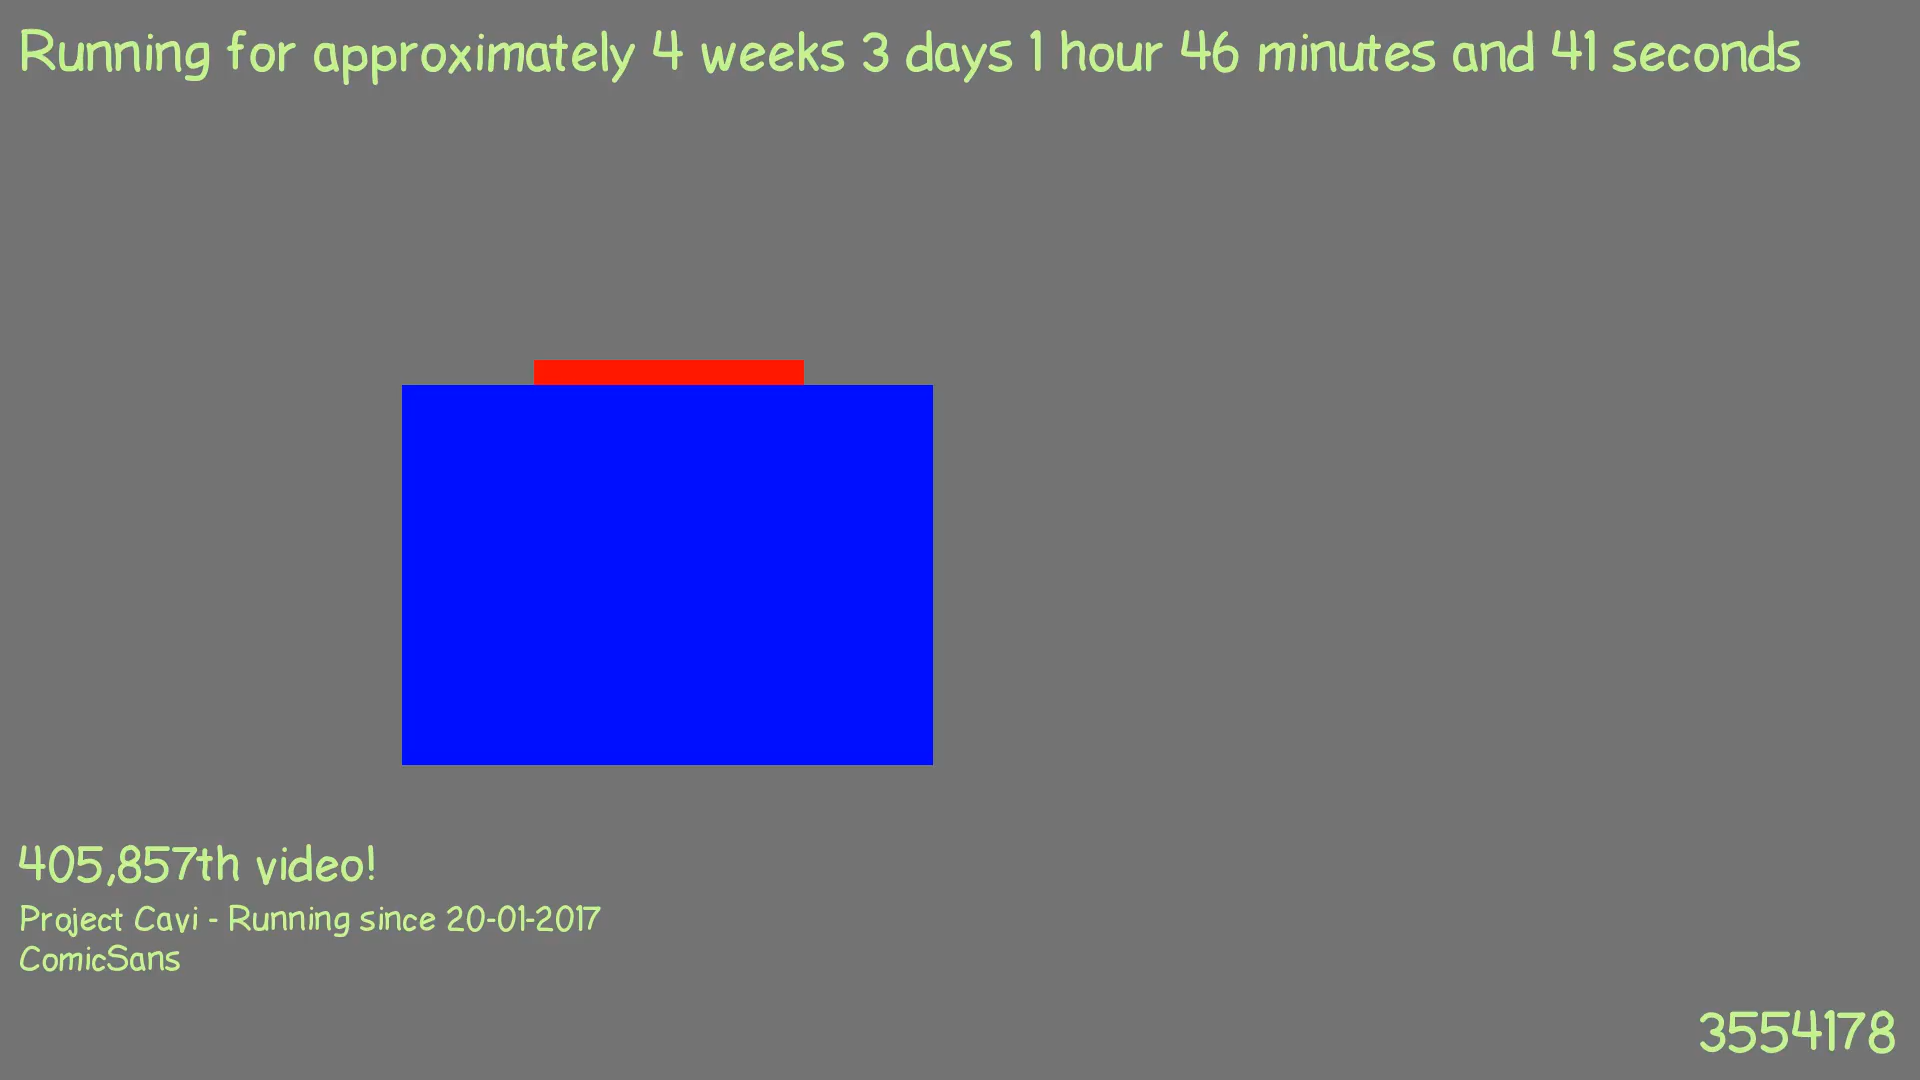 Running for approximately 4 weeks 3 days 1 hour 46 minutes and 41 seconds
405,857th video!
Project Cavi - Running since 20-01-2017
ComicSans
3554178